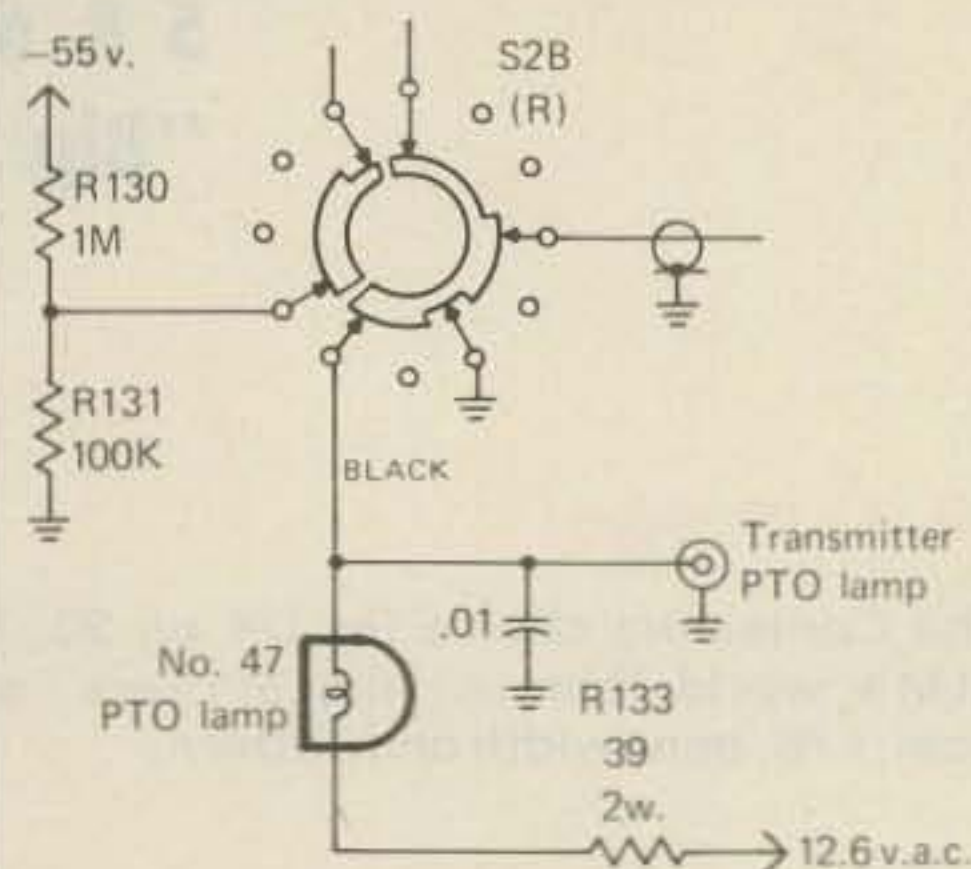 –55 v.
S2B
(R)
R130
1M
R131
100K
BLACK
Transmitter
PTO lamp
.01
No. 47
PTO lamp
R133
39
2w.
12.6 v.a.c.